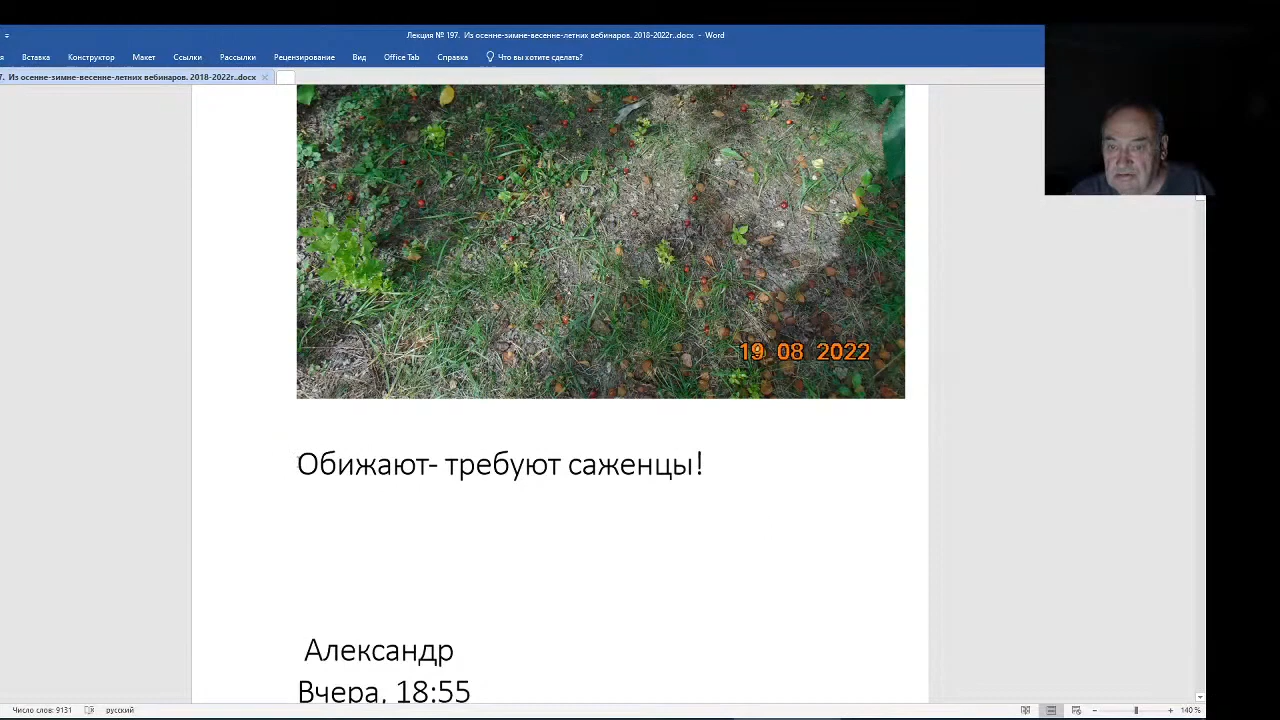 Лекция № 197.  Из осенне-зимне-весенне-летних вебинаров. 2018-2022г..docx  -  Word
Вставка Конструктор Макет Ссылки Рассылки Рецензирование Вид Office Tab Справка Что вы хотите сделать?
7.  Из осенне-зимне-весенне-летних вебинаров. 2018-2022г..docx
19 08 2022
Обижают- требуют саженцы!
Александр
Вчера, 18:55
Число слов: 9131 русский 140 %